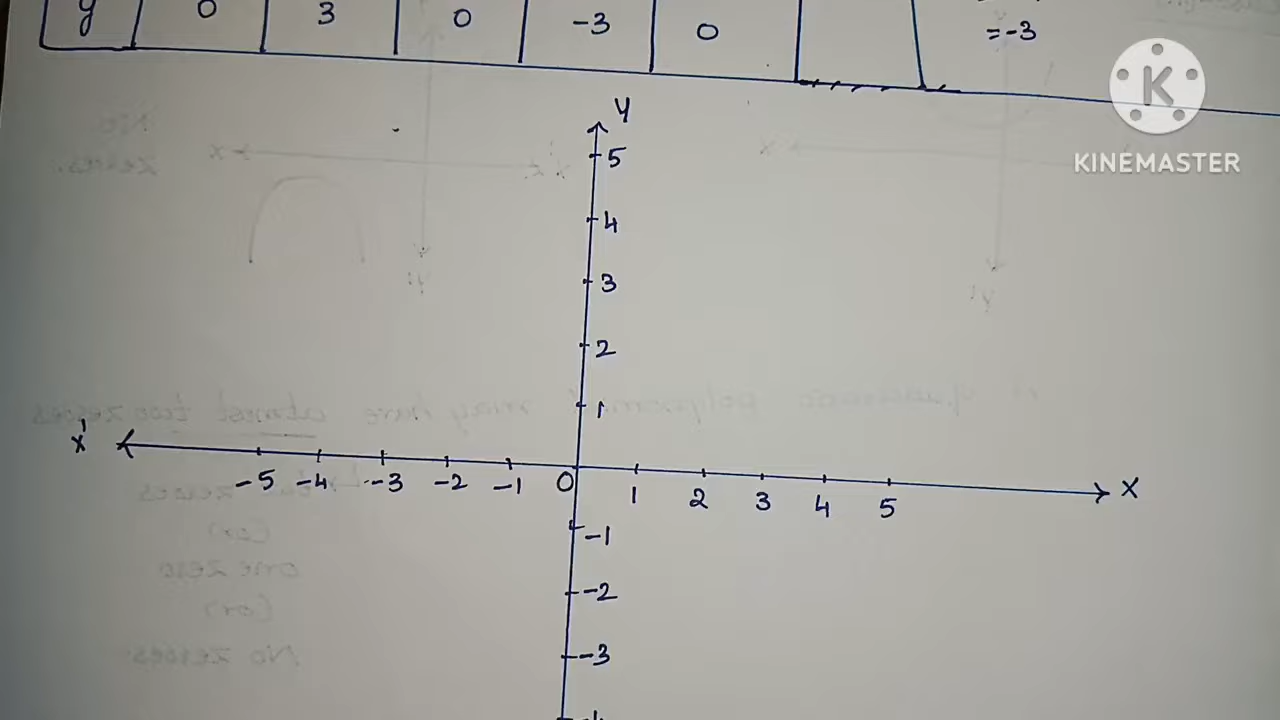 y 0 3 0 -3 0
=-3
K
KINEMASTER
Y
5
4
3
2
1
X' -5 -4 -3 -2 -1 0 1 2 3 4 5 X
-1
-2
-3